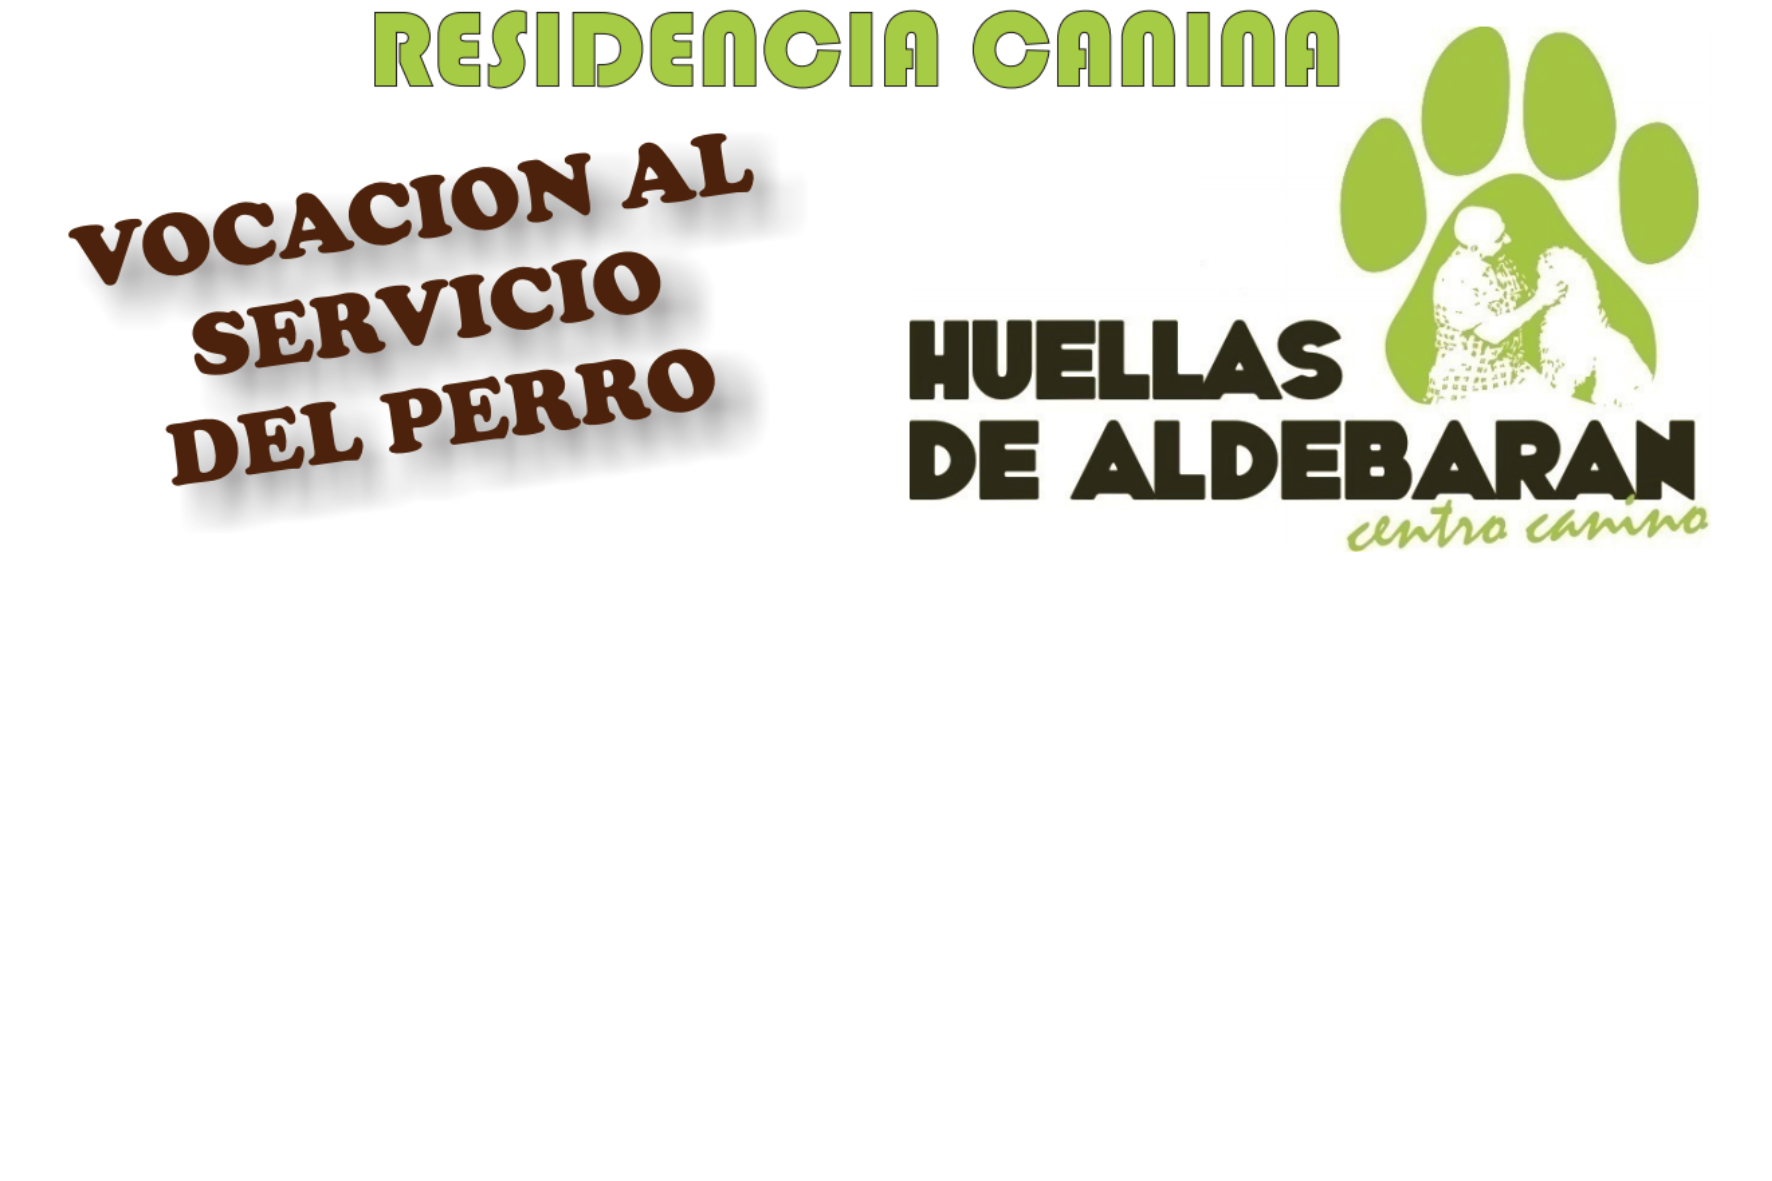 RESIDENCIA CANINA
VOCACION AL
SERVICIO
DEL PERRO
HUELLAS
DE ALDEBARAN
centro canino